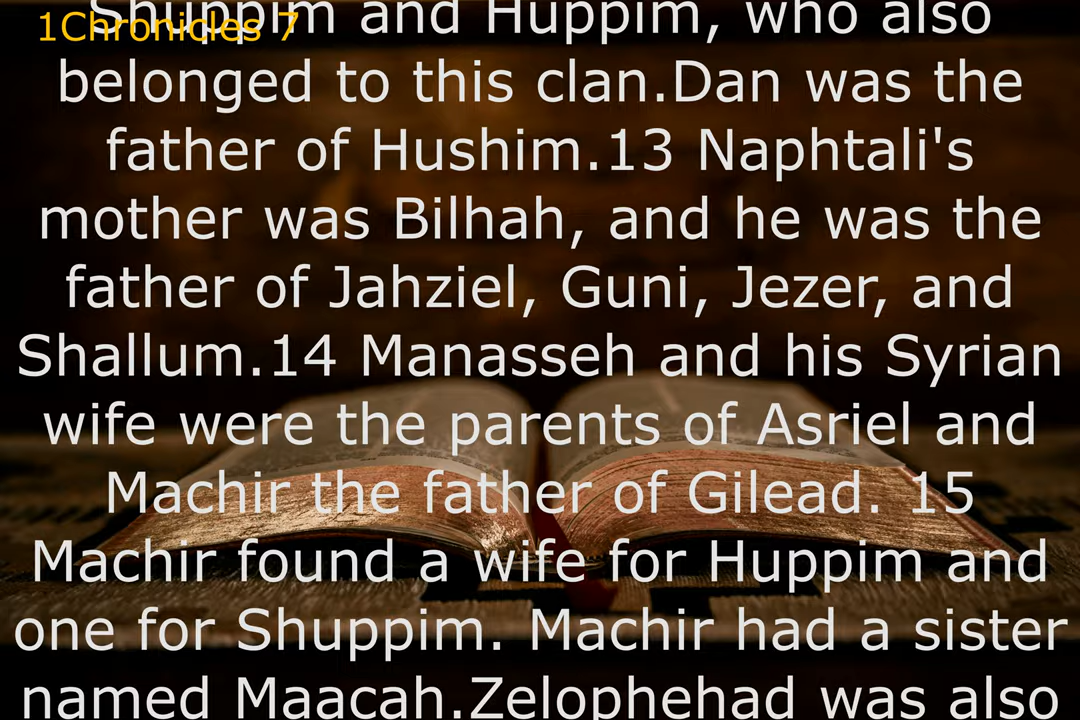 1Chronicles 7
Shuppim and Huppim, who also
belonged to this clan.Dan was the
father of Hushim.13 Naphtali's
mother was Bilhah, and he was the
father of Jahziel, Guni, Jezer, and
Shallum.14 Manasseh and his Syrian
wife were the parents of Asriel and
Machir the father of Gilead. 15
Machir found a wife for Huppim and
one for Shuppim. Machir had a sister
named Maacah.Zelophehad was also